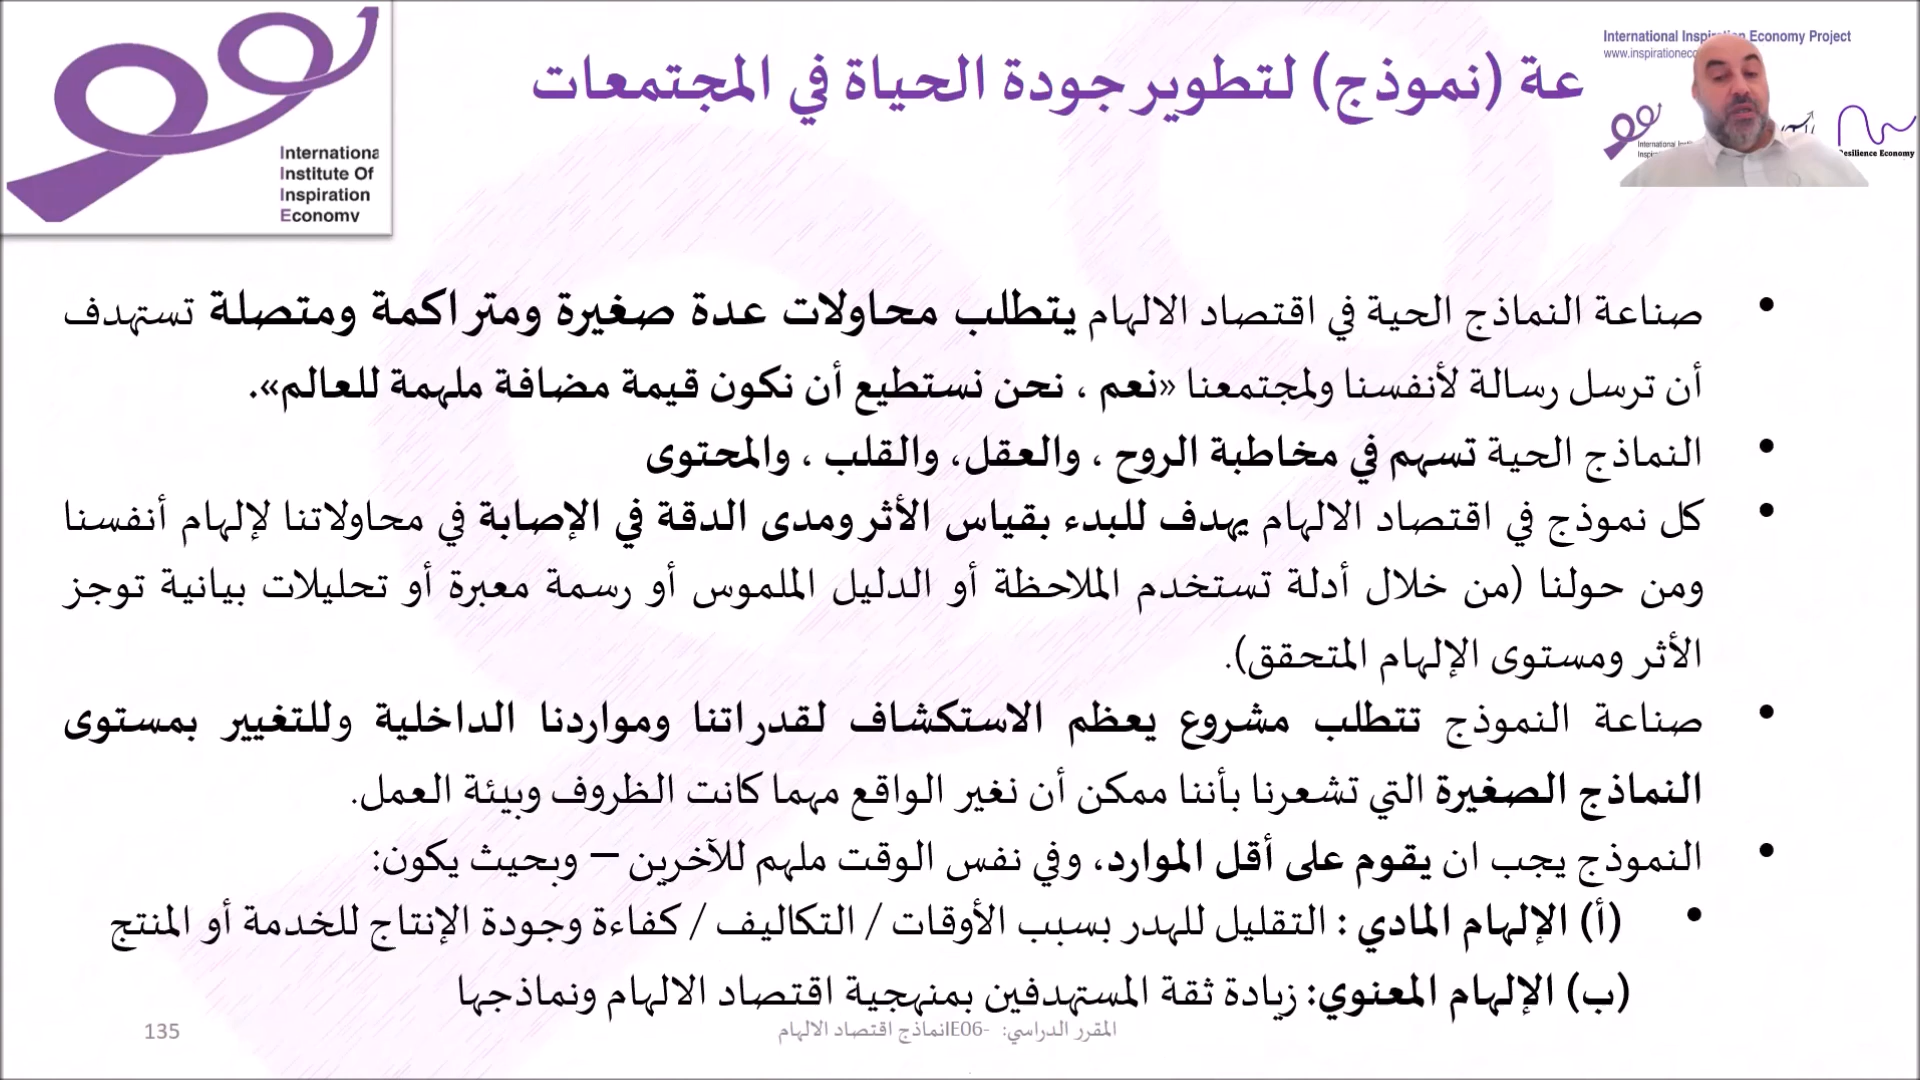 International
Institute Of
Inspiration
Economy
International Inspiration Economy Project
Resilience Economy
عة (نموذج) لتطوير جودة الحياة في المجتمعات
• صناعة النماذج الحية في اقتصاد الالهام يتطلب محاولات عدة صغيرة ومتراكمة ومتصلة تستهدف
أن ترسل رسالة لأنفسنا ولمجتمعنا «نعم ، نحن نستطيع أن نكون قيمة مضافة ملهمة للعالم».
• النماذج الحية تسهم في مخاطبة الروح ، والعقل، والقلب ، والمحتوى
• كل نموذج في اقتصاد الالهام يهدف للبدء بقياس الأثر ومدى الدقة في الإصابة في محاولاتنا لإلهام أنفسنا
ومن حولنا (من خلال أدلة تستخدم الملاحظة أو الدليل الملموس أو رسمة معبرة أو تحليلات بيانية توجز
الأثر ومستوى الإلهام المتحقق).
• صناعة النموذج تتطلب مشروع يعظم الاستكشاف لقدراتنا ومواردنا الداخلية وللتغيير بمستوى
النماذج الصغيرة التي تشعرنا بأننا ممكن أن نغير الواقع مهما كانت الظروف وبيئة العمل.
• النموذج يجب ان يقوم على أقل الموارد، وفي نفس الوقت ملهم للآخرين – وبحيث يكون:
• (أ) الإلهام المادي : التقليل للهدر بسبب الأوقات / التكاليف / كفاءة وجودة الإنتاج للخدمة أو المنتج
(ب) الإلهام المعنوي: زيادة ثقة المستهدفين بمنهجية اقتصاد الالهام ونماذجها
المقرر الدراسي: -IE06نماذج اقتصاد الالهام
135